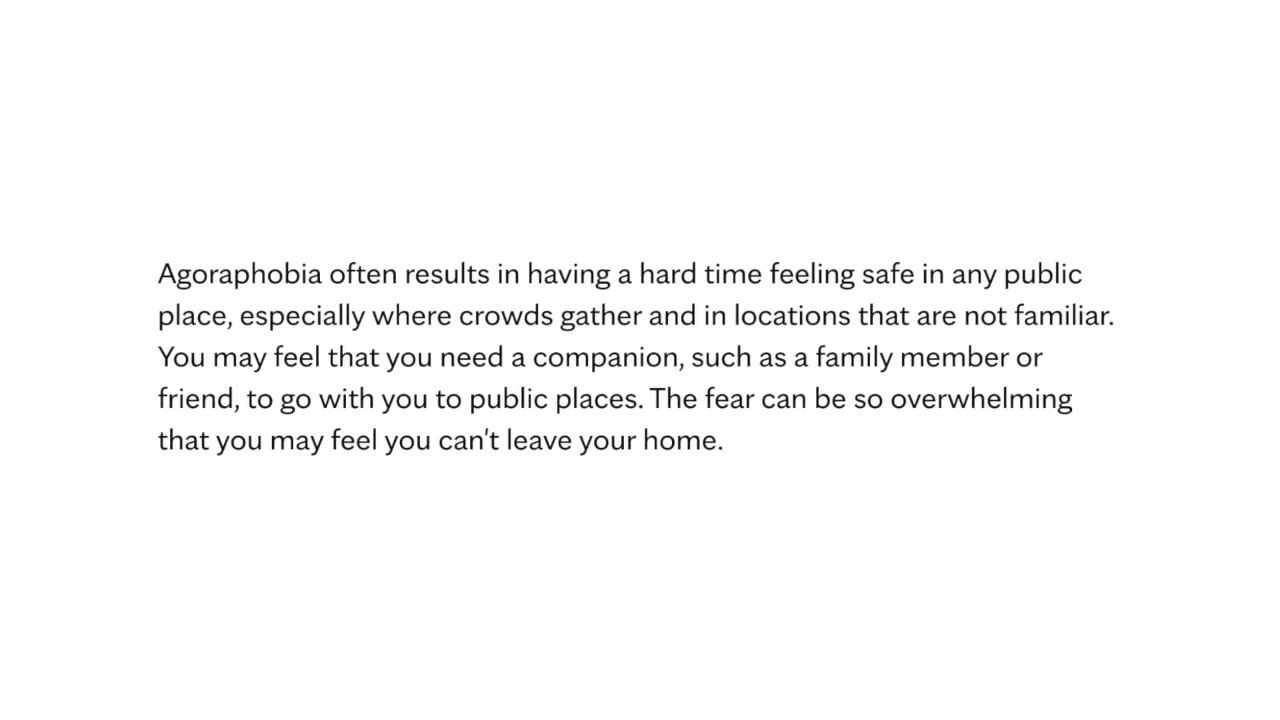 Agoraphobia often results in having a hard time feeling safe in any public
place, especially where crowds gather and in locations that are not familiar.
You may feel that you need a companion, such as a family member or
friend, to go with you to public places. The fear can be so overwhelming
that you may feel you can't leave your home.